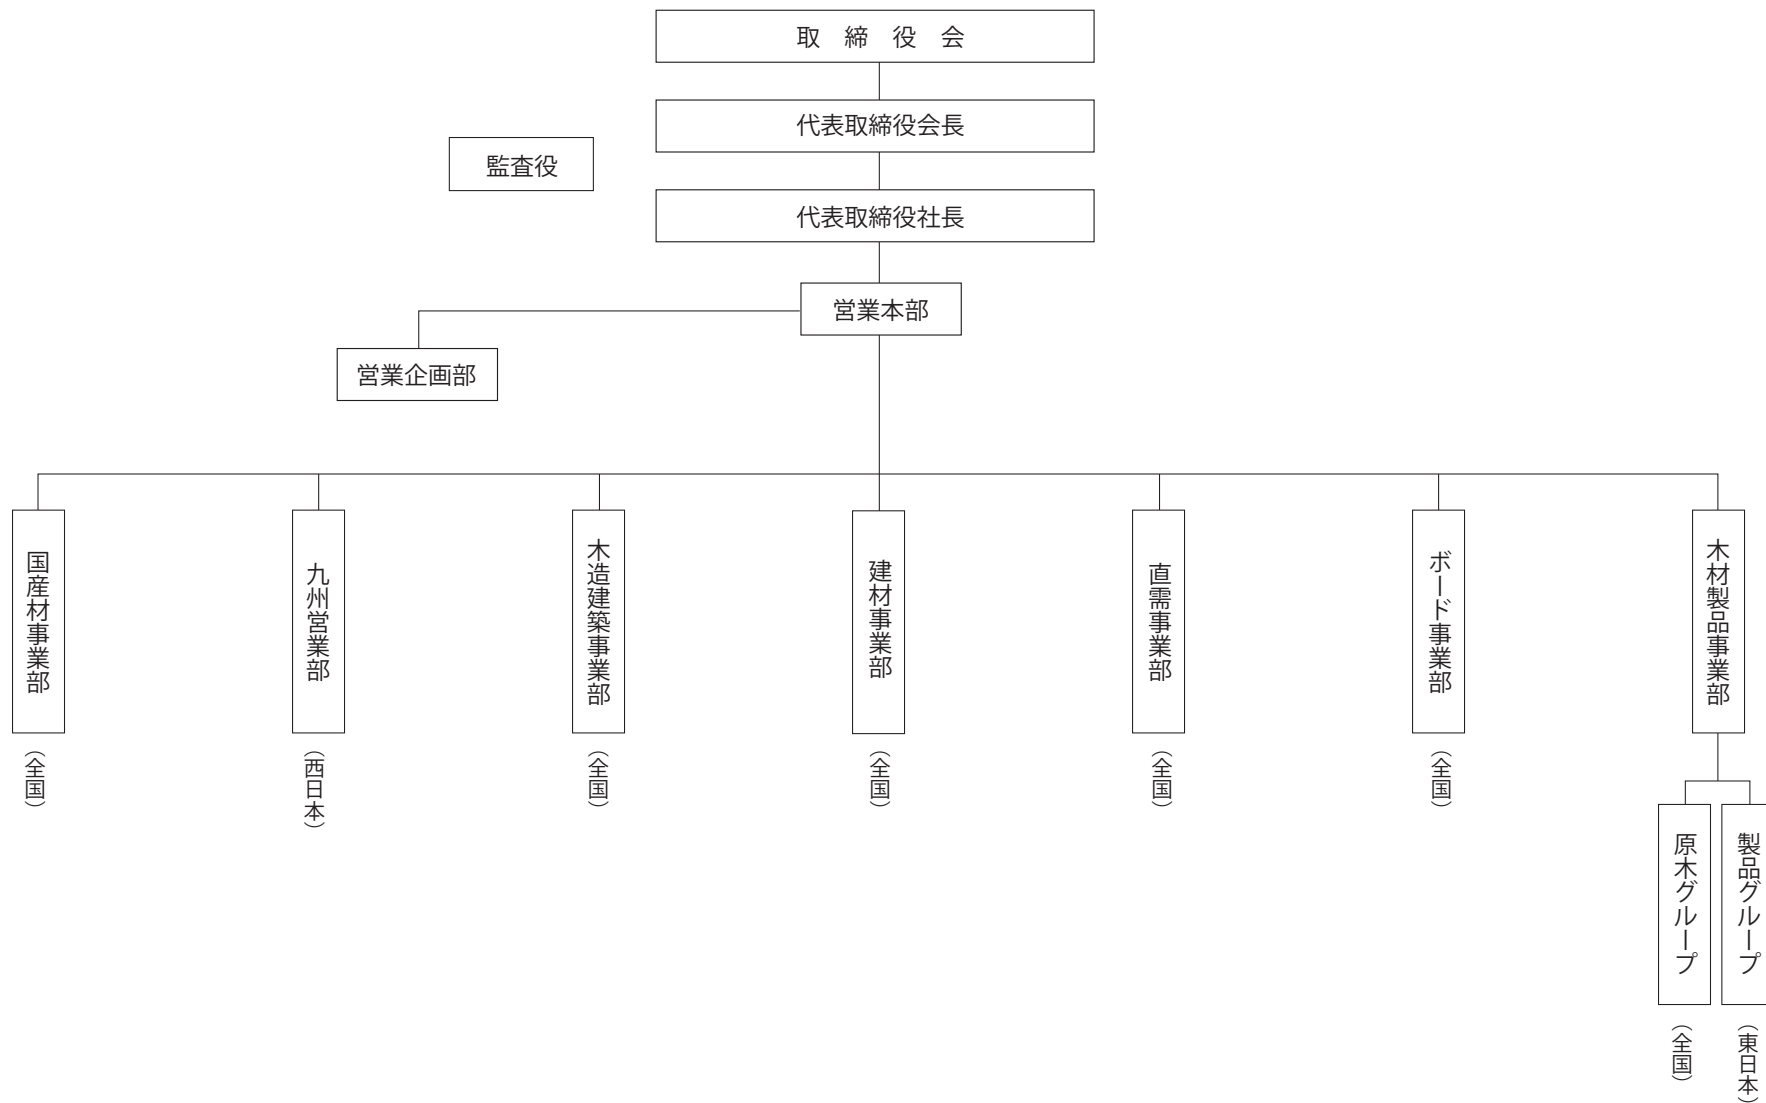 取 締 役 会
代表取締役会長
監査役
代表取締役社長
営業本部
営業企画部
国産材事業部
(全国)
九州営業部
(西日本)
木造建築事業部
(全国)
建材事業部
(全国)
直需事業部
(全国)
ボード事業部
(全国)
木材製品事業部
原木グループ
(全国)
製品グループ
(東日本)